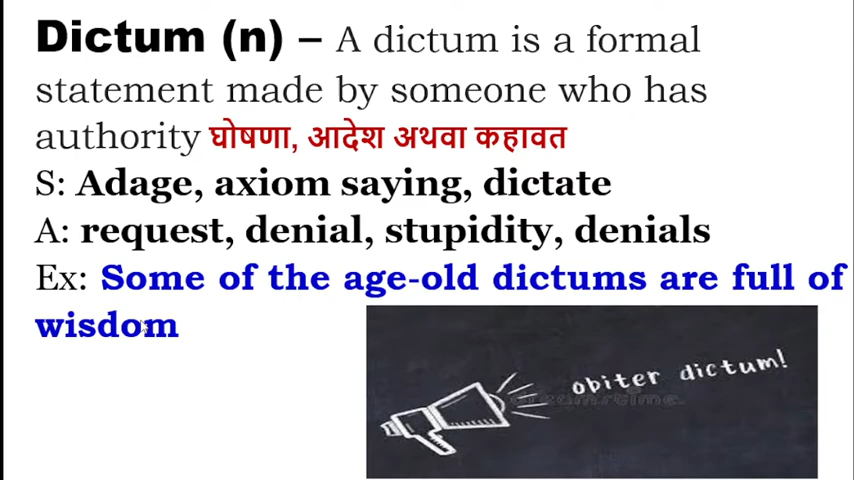 Dictum (n) – A dictum is a formal
statement made by someone who has
authority घोषणा, आदेश अथवा कहावत
S: Adage, axiom saying, dictate
A: request, denial, stupidity, denials
Ex: Some of the age-old dictums are full of
wisdom
obiter dictum!
dreamstime.